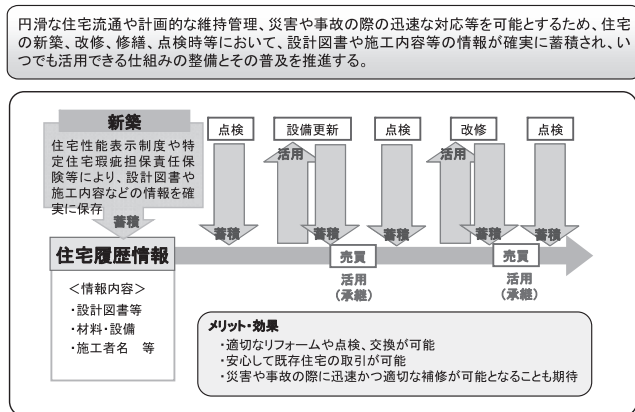 円滑な住宅流通や計画的な維持管理、災害や事故の際の迅速な対応等を可能とするため、住宅
の新築、改修、修繕、点検時等において、設計図書や施工内容等の情報が確実に蓄積され、い
つでも活用できる仕組みの整備とその普及を推進する。
新築
住宅性能表示制度や特
定住宅瑕疵担保責任保
険等により、設計図書や
施工内容などの情報を確
実に保存
蓄積
点検
設備更新
点検
改修
点検
活用
活用
蓄積
蓄積
蓄積
蓄積
蓄積
住宅履歴情報
売買
売買
活用
(承継)
活用
(承継)
<情報内容>
・設計図書等
・材料・設備
・施工者名 等
メリット・効果
・適切なリフォームや点検、交換が可能
・安心して既存住宅の取引が可能
・災害や事故の際に迅速かつ適切な補修が可能となることも期待